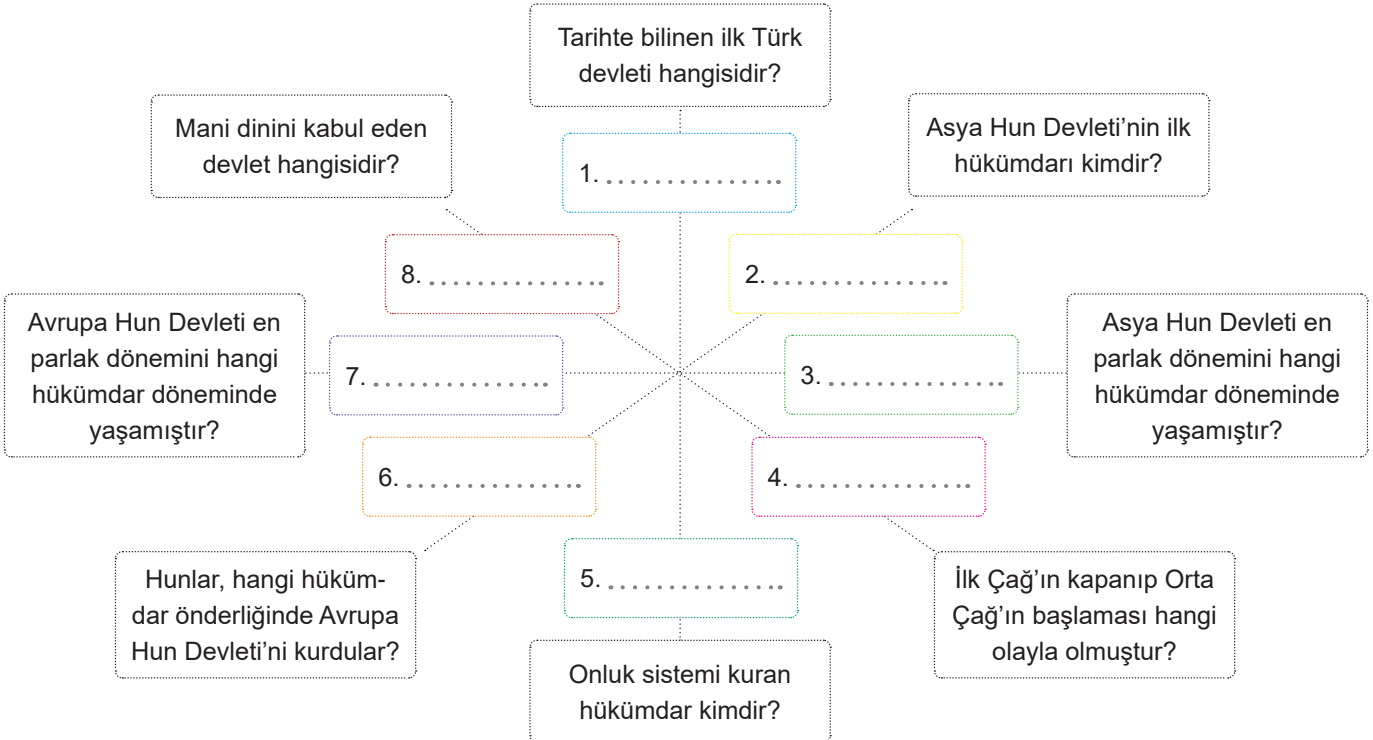 Tarihte bilinen ilk Türk
devleti hangisidir?
1. ...............
Asya Hun Devleti’nin ilk
hükümdarı kimdir?
2. ...............
Asya Hun Devleti en
parlak dönemini hangi
hükümdar döneminde
yaşamıştır?
3. ...............
İlk Çağ’ın kapanıp Orta
Çağ’ın başlaması hangi
olayla olmuştur?
4. ...............
Onluk sistemi kuran
hükümdar kimdir?
5. ...............
Hunlar, hangi hüküm-
dar önderliğinde Avrupa
Hun Devleti’ni kurdular?
6. ...............
Avrupa Hun Devleti en
parlak dönemini hangi
hükümdar döneminde
yaşamıştır?
7. ...............
Mani dinini kabul eden
devlet hangisidir?
8. ...............